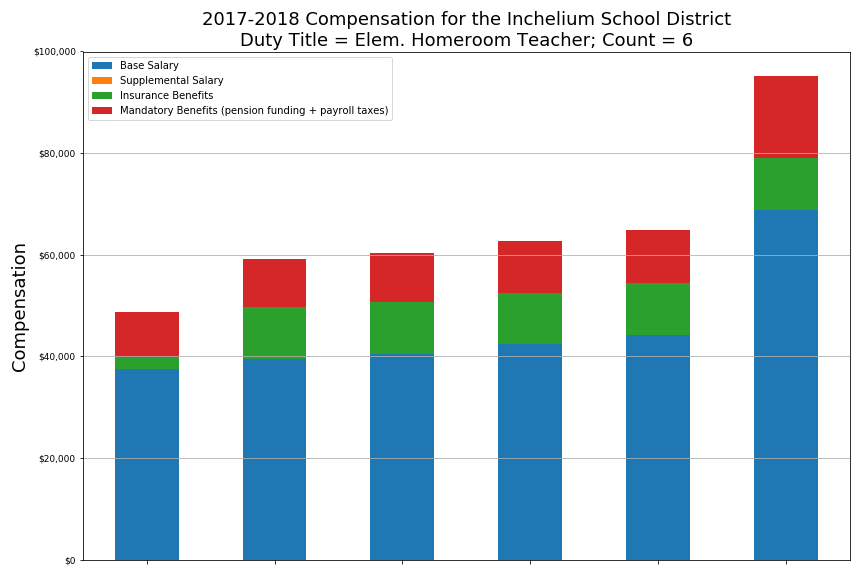 2017-2018 Compensation for the Inchelium School District
Duty Title = Elem. Homeroom Teacher; Count = 6
$100,000
Base Salary
Supplemental Salary
Insurance Benefits
Mandatory Benefits (pension funding + payroll taxes)
$80,000
$60,000
Compensation
$40,000
$20,000
$0